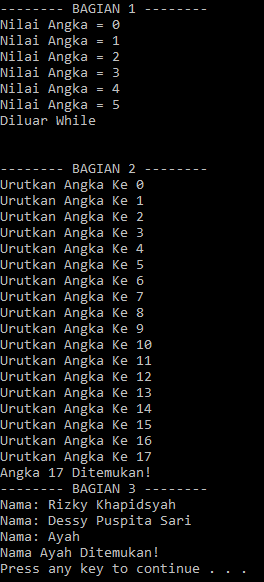 -------- BAGIAN 1 --------
Nilai Angka = 0
Nilai Angka = 1
Nilai Angka = 2
Nilai Angka = 3
Nilai Angka = 4
Nilai Angka = 5
Diluar While
-------- BAGIAN 2 --------
Urutkan Angka Ke 0
Urutkan Angka Ke 1
Urutkan Angka Ke 2
Urutkan Angka Ke 3
Urutkan Angka Ke 4
Urutkan Angka Ke 5
Urutkan Angka Ke 6
Urutkan Angka Ke 7
Urutkan Angka Ke 8
Urutkan Angka Ke 9
Urutkan Angka Ke 10
Urutkan Angka Ke 11
Urutkan Angka Ke 12
Urutkan Angka Ke 13
Urutkan Angka Ke 14
Urutkan Angka Ke 15
Urutkan Angka Ke 16
Urutkan Angka Ke 17
Angka 17 Ditemukan!
-------- BAGIAN 3 --------
Nama: Rizky Khapidsyah
Nama: Dessy Puspita Sari
Nama: Ayah
Nama Ayah Ditemukan!
Press any key to continue . . .